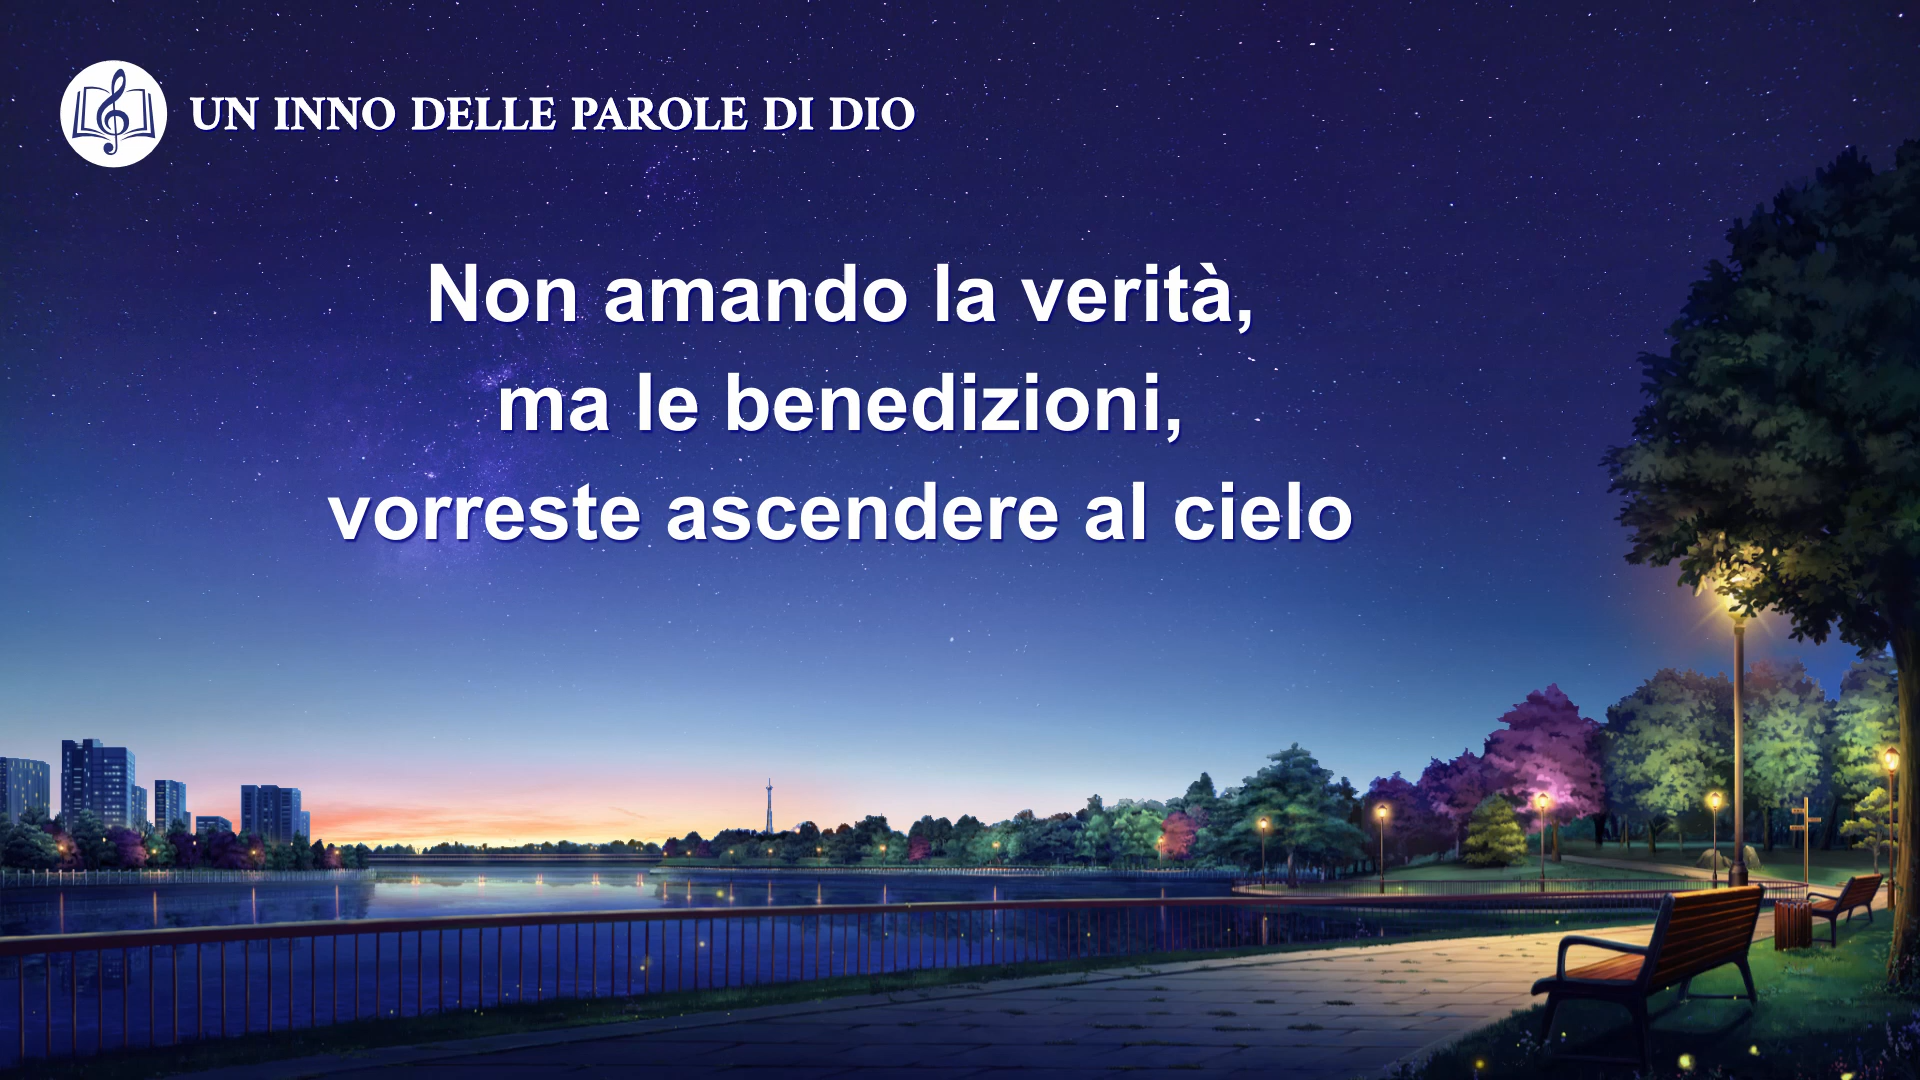 UN INNO DELLE PAROLE DI DIO
Non amando la verità,
ma le benedizioni,
vorreste ascendere al cielo